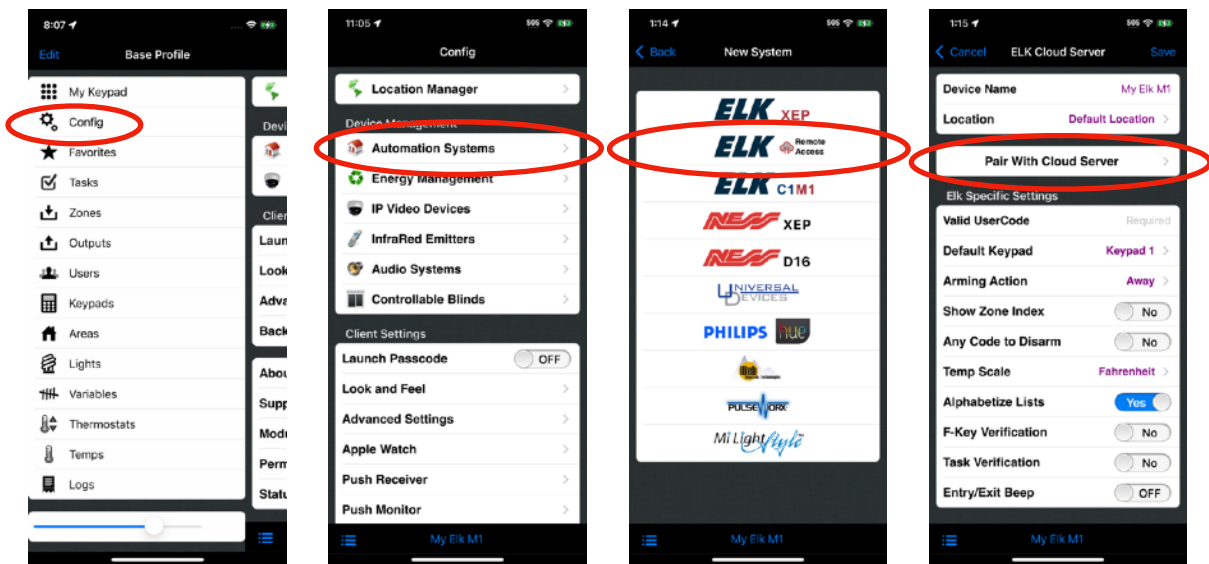 8:07
Edit Base Profile
My Keypad
Config
Favorites
Tasks
Zones
Outputs
Users
Keypads
Areas
Lights
Variables
Thermostats
Temps
Logs
Devi
Clien
Laun
Look
Adva
Back
Abou
Supp
Modu
Perm
Statu
11:05 SOS
Config
Location Manager
Device Management
Automation Systems
Energy Management
IP Video Devices
InfraRed Emitters
Audio Systems
Controllable Blinds
Client Settings
Launch Passcode OFF
Look and Feel
Advanced Settings
Apple Watch
Push Receiver
Push Monitor
My Elk M1
1:14 SOS
Back New System
ELK XEP
ELK Remote Access
ELK C1M1
NESS XEP
NESS D16
UNIVERSAL DEVICES
PHILIPS hue
PULSEWORX
Mi Light Style
My Elk M1
1:15 SOS
Cancel ELK Cloud Server Save
Device Name My Elk M1
Location Default Location
Pair With Cloud Server
Elk Specific Settings
Valid UserCode Required
Default Keypad Keypad 1
Arming Action Away
Show Zone Index No
Any Code to Disarm No
Temp Scale Fahrenheit
Alphabetize Lists Yes
F-Key Verification No
Task Verification No
Entry/Exit Beep OFF
My Elk M1